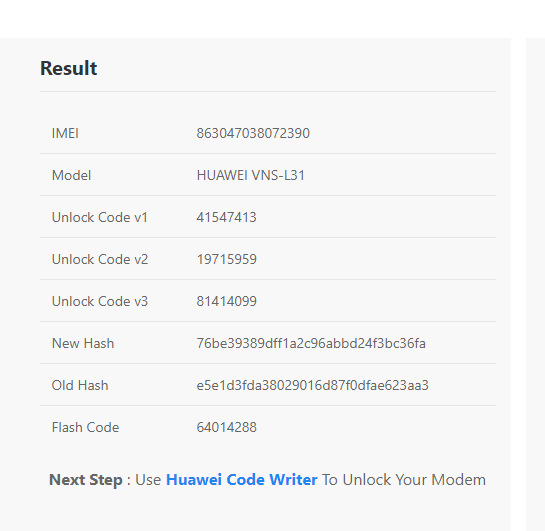 Result
IMEI 863047038072390
Model HUAWEI VNS-L31
Unlock Code v1 41547413
Unlock Code v2 19715959
Unlock Code v3 81414099
New Hash 76be39389dff1a2c96abbd24f3bc36fa
Old Hash e5e1d3fda38029016d87f0dfae623aa3
Flash Code 64014288
Next Step : Use Huawei Code Writer To Unlock Your Modem